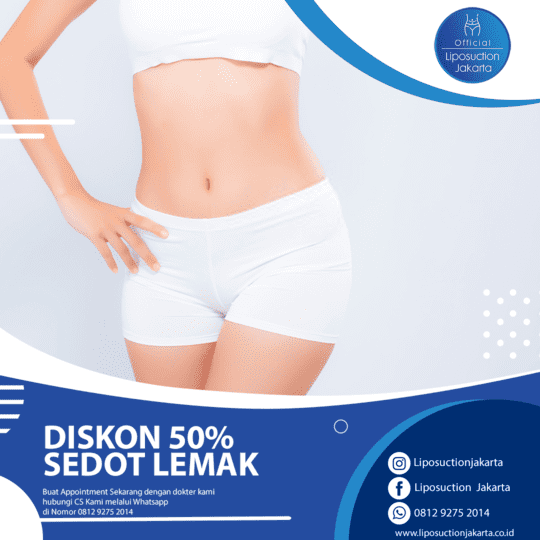 Official
Liposuction
Jakarta
DISKON 50%
SEDOT LEMAK
Buat Appointment Sekarang dengan dokter kami
hubungi CS Kami melalui Whatsapp
di Nomor 0812 9275 2014
Liposuctionjakarta
Liposuction Jakarta
0812 9275 2014
www.liposuctionjakarta.co.id